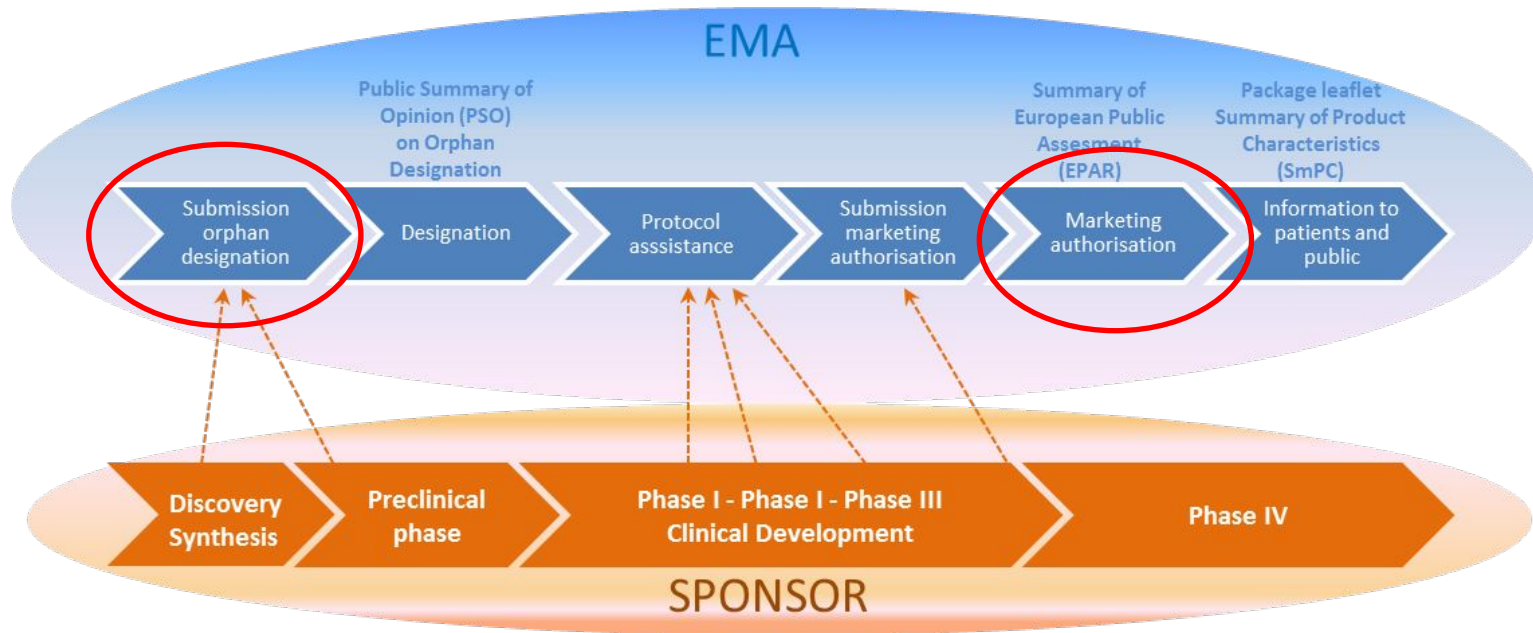 EMA
Public Summary of
Opinion (PSO)
on Orphan
Designation
Summary of
European Public
Assesment
(EPAR)
Package leaflet
Summary of Product
Characteristics
(SmPC)
Submission
orphan
designation
Designation
Protocol
asssistance
Submission
marketing
authorisation
Marketing
authorisation
Information to
patients and
public
Discovery
Synthesis
Preclinical
phase
Phase I - Phase I - Phase III
Clinical Development
Phase IV
SPONSOR